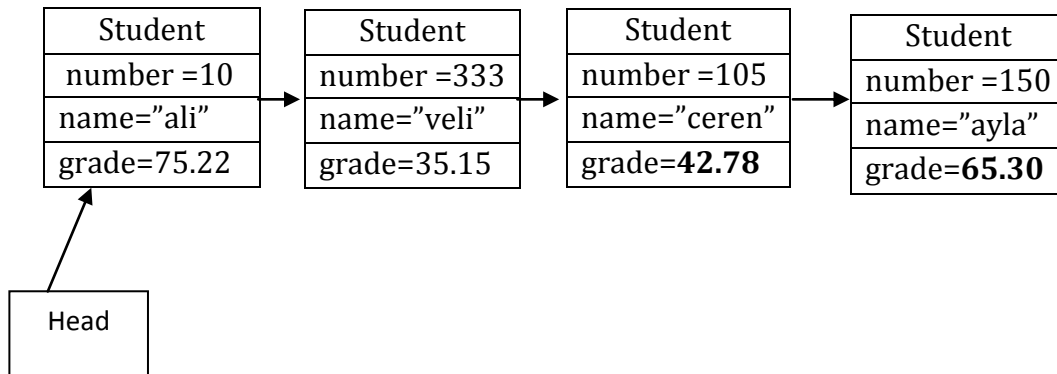 Student
number =10
name=”ali”
grade=75.22
Student
number =333
name=”veli”
grade=35.15
Student
number =105
name=”ceren”
grade=42.78
Student
number =150
name=”ayla”
grade=65.30
Head